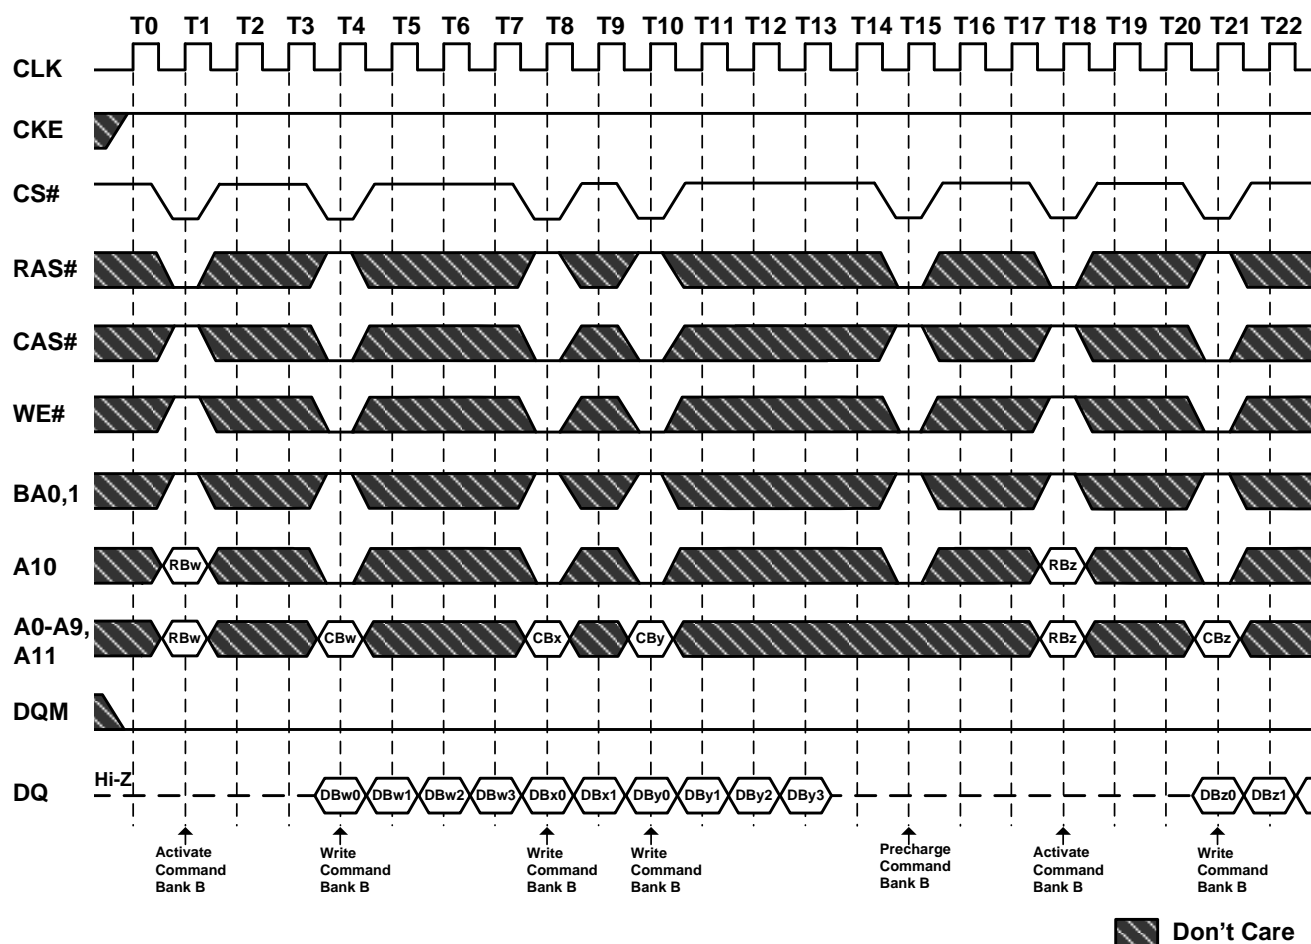 T0 T1 T2 T3 T4 T5 T6 T7 T8 T9 T10 T11 T12 T13 T14 T15 T16 T17 T18 T19 T20 T21 T22
CLK
CKE
CS#
RAS#
CAS#
WE#
BA0,1
A10 RBw RBz
A0-A9,
A11 RBw CBw CBx CBy RBz CBz
DQM
Hi-Z
DQ DBw0 DBw1 DBw2 DBw3 DBx0 DBx1 DBy0 DBy1 DBy2 DBy3 DBz0 DBz1
Activate
Command
Bank B
Write
Command
Bank B
Write
Command
Bank B
Write
Command
Bank B
Precharge
Command
Bank B
Activate
Command
Bank B
Write
Command
Bank B
Don't Care